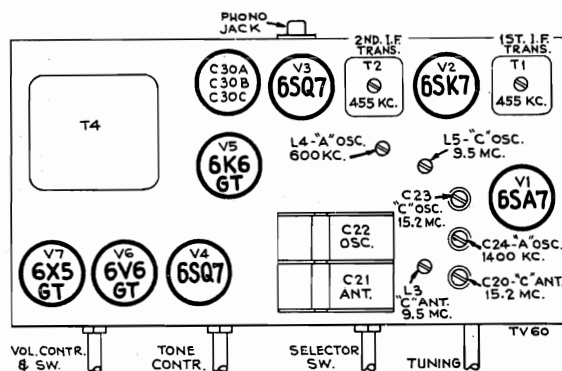 PHONO
JACK
2ND. I.F.
TRANS.
1ST. I.F.
TRANS.
C30A
C30B
C30C
V3
6SQ7
T2
455 KC.
V2
6SK7
T1
455 KC.
T4
V5
6K6
GT
L4-"A" OSC.
600 KC.
L5-"C" OSC.
9.5 MC.
V1
6SA7
C23
"C" OSC.
15.2 MC.
C22
OSC.
C24-"A" OSC.
1400 KC.
C21
ANT.
L3
"C" ANT.
9.5 MC.
C20-"C" ANT.
15.2 MC.
V7
6X5
GT
V6
6V6
GT
V4
6SQ7
TV60
VOL. CONTR.
& SW.
TONE
CONTR.
SELECTOR
SW.
TUNING